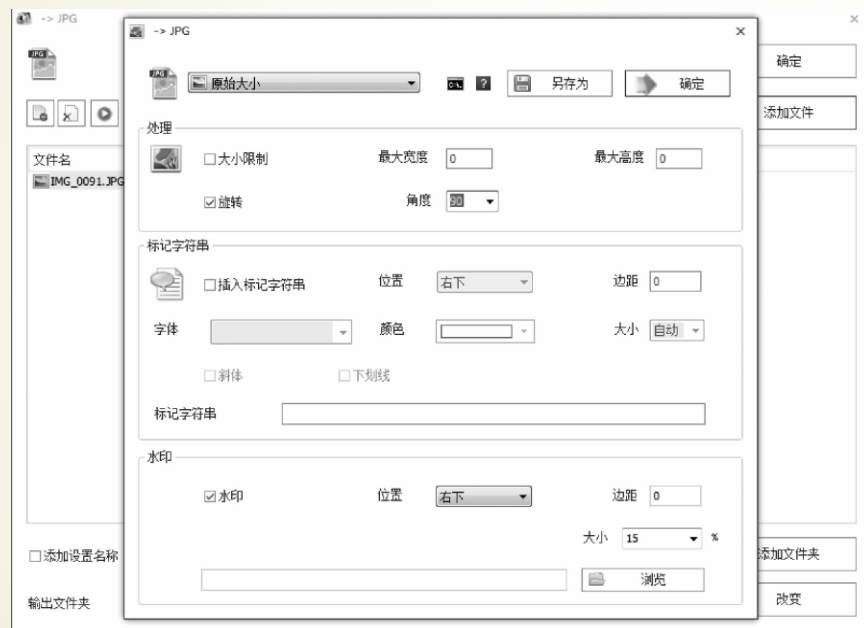 -> JPG
-> JPG
JPG
JPG
原始大小
C:\.
?
另存为
确定
确定
添加文件
处理
文件名
IMG_0091.JPG
大小限制
最大宽度 0
最大高度 0
旋转
角度 90
标记字符串
插入标记字符串
位置 右下
边距 0
字体
颜色
大小 自动
斜体
下划线
标记字符串
水印
水印
位置 右下
边距 0
大小 15 %
添加设置名称
添加文件夹
浏览
输出文件夹
改变